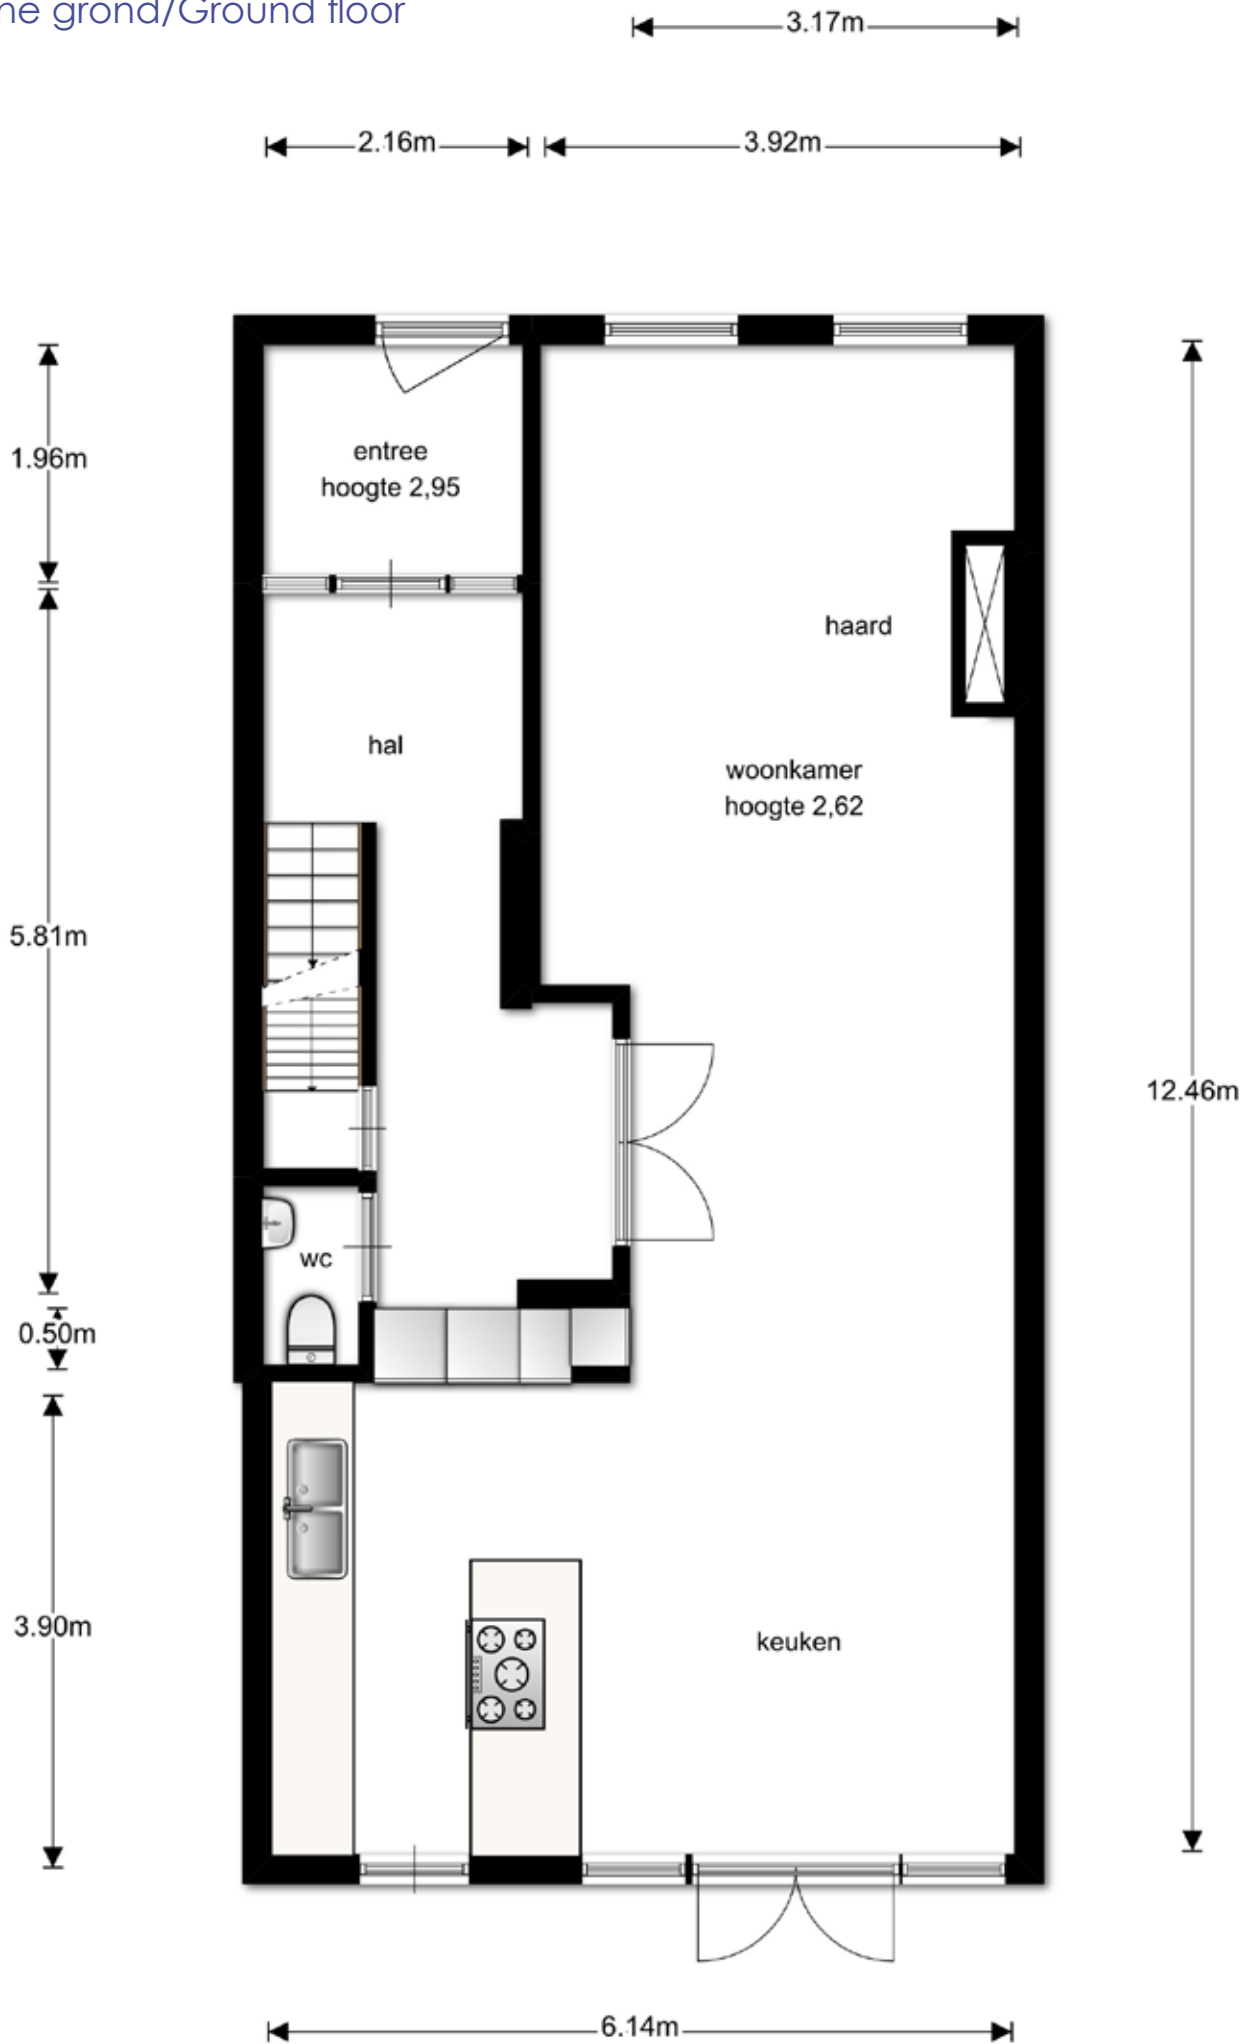 ne grond/Ground floor
3.17m
2.16m
3.92m
1.96m
entree
hoogte 2,95
haard
hal
woonkamer
hoogte 2,62
5.81m
12.46m
wc
0.50m
3.90m
keuken
6.14m